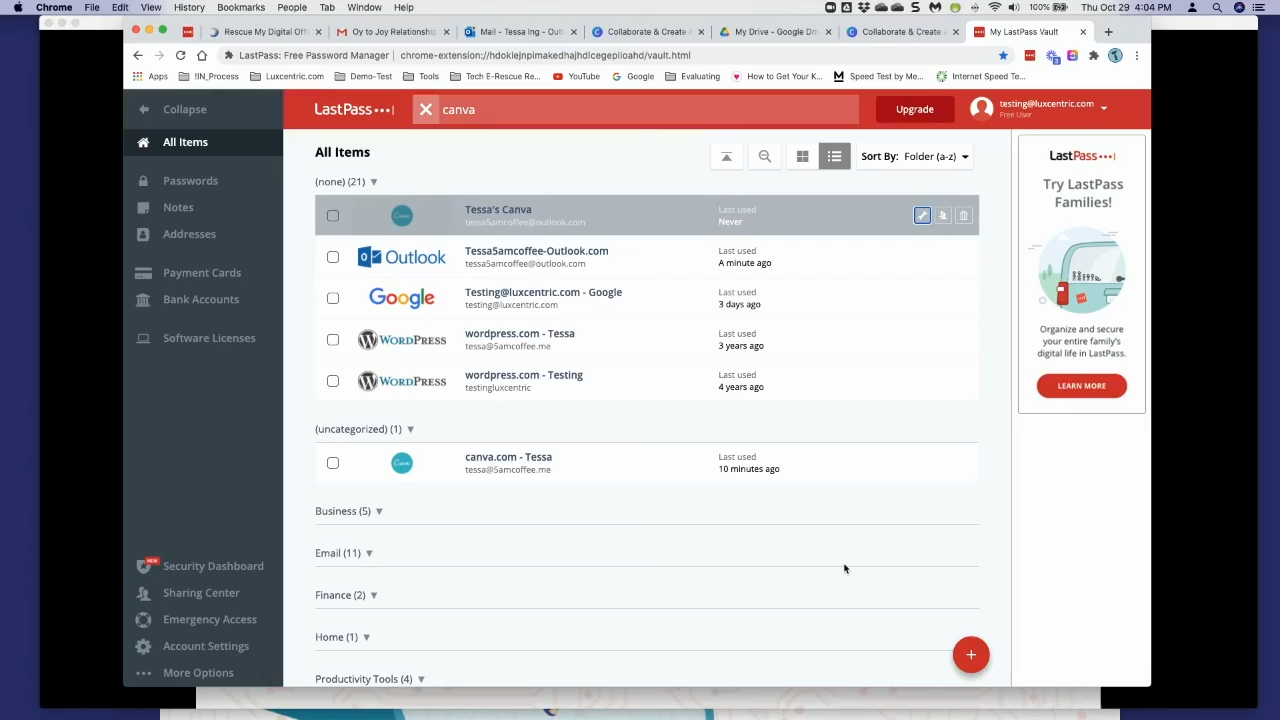 Chrome File Edit View History Bookmarks People Tab Window Help 100% Thu Oct 29 4:04 PM
Rescue My Digital Offi Oy to Joy Relationship Mail - Tessa Ing - Outlo Collaborate & Create A My Drive - Google Driv Collaborate & Create A My LastPass Vault
LastPass: Free Password Manager chrome-extension://hdokiejnpimakedhajhdlcegeplioahd/vault.html
Apps !IN_Process Luxcentric.com Demo-Test Tools Tech E-Rescue Re... YouTube Google Evaluating How to Get Your K... Speed Test by Me... Internet Speed Te...
Collapse
LastPass
canva
Upgrade
testing@luxcentric.com
Free User
All Items
Passwords
Notes
Addresses
Payment Cards
Bank Accounts
Software Licenses
NEW
Security Dashboard
Sharing Center
Emergency Access
Account Settings
More Options
All Items
Sort By: Folder (a-z)
(none) (21)
Canva
Tessa's Canva
tessa5amcoffee@outlook.com
Last used
Never
Outlook
Tessa5amcoffee-Outlook.com
tessa5amcoffee@outlook.com
Last used
A minute ago
Google
Testing@luxcentric.com - Google
testing@luxcentric.com
Last used
3 days ago
WORDPRESS
wordpress.com - Tessa
tessa@5amcoffee.me
Last used
3 years ago
WORDPRESS
wordpress.com - Testing
testingluxcentric
Last used
4 years ago
(uncategorized) (1)
Canva
canva.com - Tessa
tessa@5amcoffee.me
Last used
10 minutes ago
Business (5)
Email (11)
Finance (2)
Home (1)
Productivity Tools (4)
+
LastPass
Try LastPass
Families!
Organize and secure
your entire family's
digital life in LastPass.
LEARN MORE